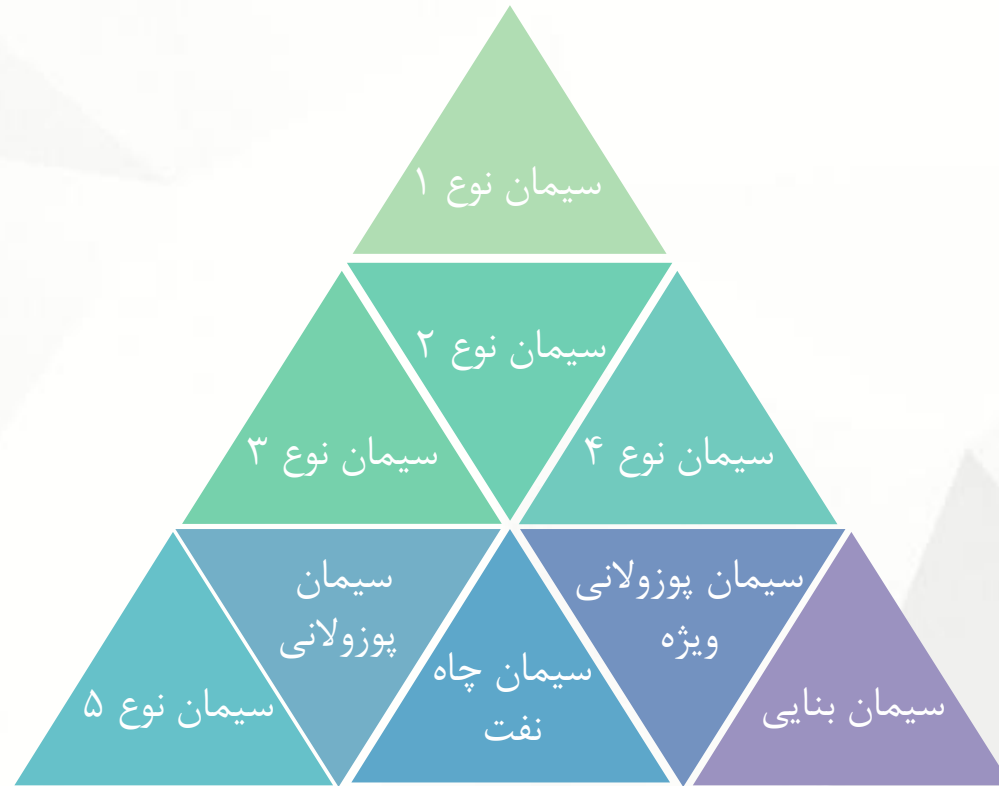 سیمان نوع ۱
سیمان نوع ۲
سیمان نوع ۴
سیمان نوع ۳
سیمان بنایی
سیمان پوزولانی
ویژه
سیمان چاه
نفت
سیمان
پوزولانی
سیمان نوع ۵